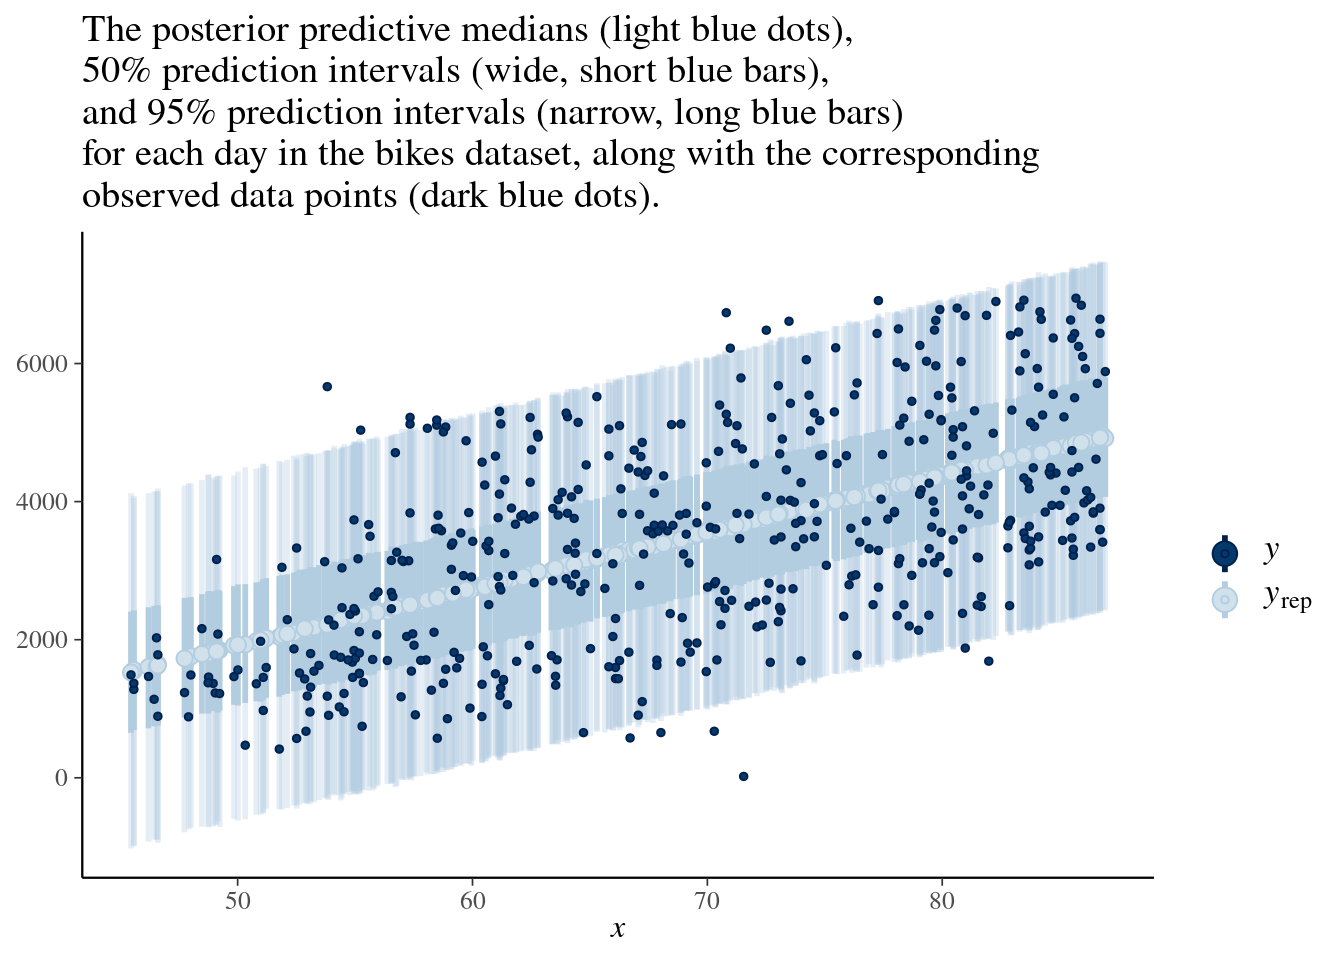 The posterior predictive medians (light blue dots),
50% prediction intervals (wide, short blue bars),
and 95% prediction intervals (narrow, long blue bars)
for each day in the bikes dataset, along with the corresponding
observed data points (dark blue dots).
6000
4000
2000
0
50 60 70 80
x
y
yrep